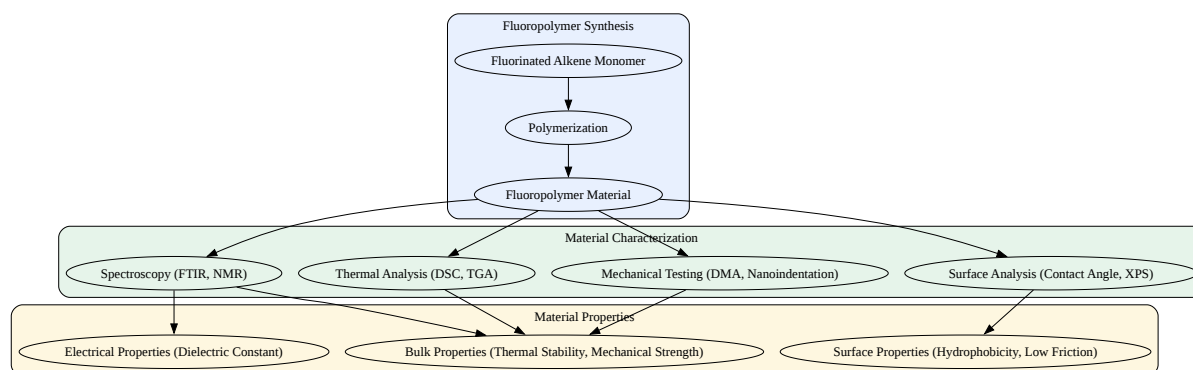 Fluoropolymer Synthesis
Fluorinated Alkene Monomer
Polymerization
Fluoropolymer Material
Material Characterization
Spectroscopy (FTIR, NMR)
Thermal Analysis (DSC, TGA)
Mechanical Testing (DMA, Nanoindentation)
Surface Analysis (Contact Angle, XPS)
Material Properties
Electrical Properties (Dielectric Constant)
Bulk Properties (Thermal Stability, Mechanical Strength)
Surface Properties (Hydrophobicity, Low Friction)